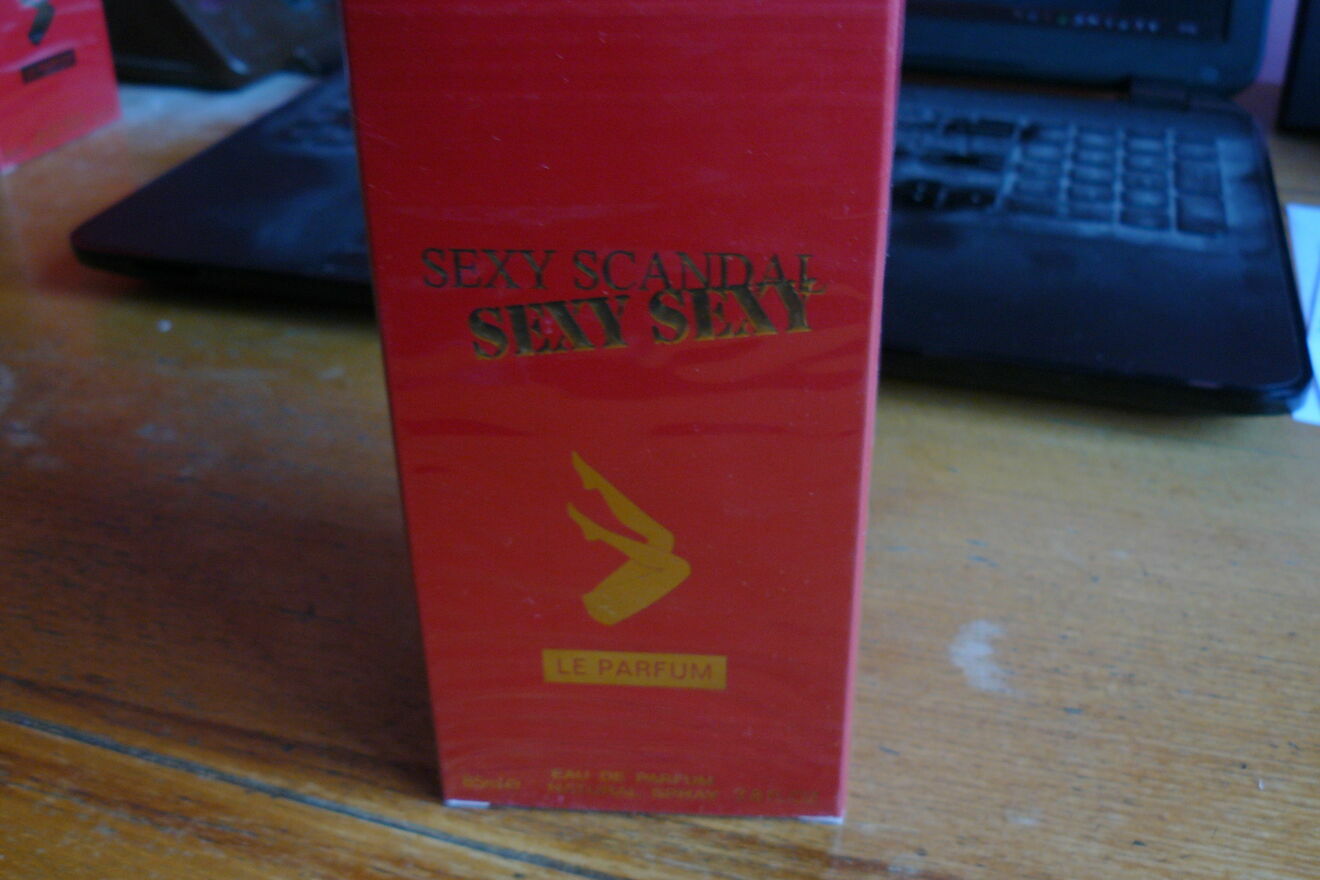 SEXY SCANDAL
SEXY SEXY
LE PARFUM
EAU DE PARFUM
NATURAL SPRAY